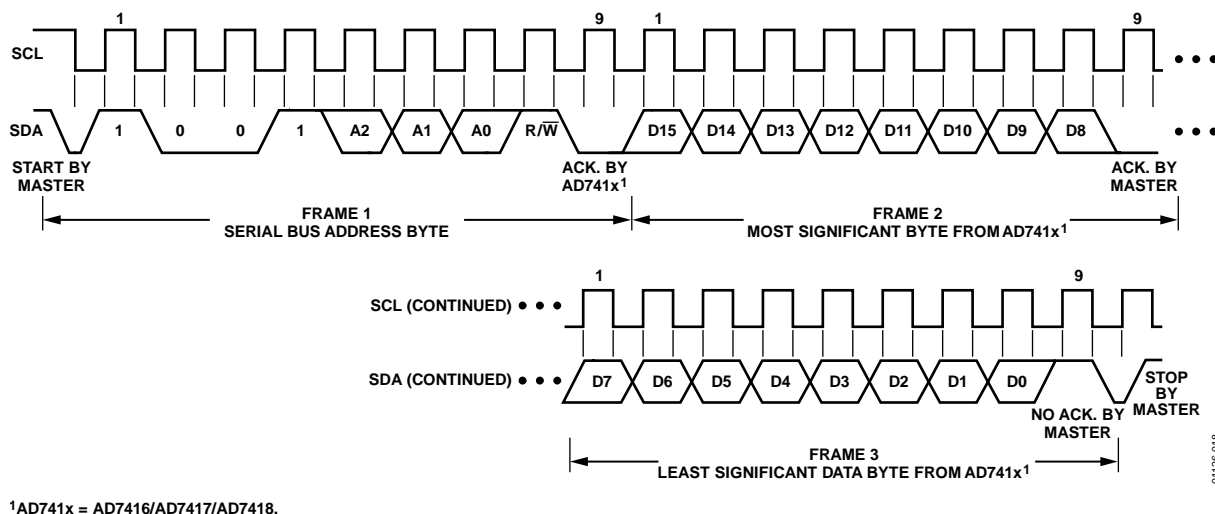 1 9 1 9
SCL
SDA 1 0 0 1 A2 A1 A0 R/W̅ D15 D14 D13 D12 D11 D10 D9 D8
START BY MASTER
ACK. BY AD741x¹
ACK. BY MASTER
FRAME 1
SERIAL BUS ADDRESS BYTE
FRAME 2
MOST SIGNIFICANT BYTE FROM AD741x¹
1 9
SCL (CONTINUED)
SDA (CONTINUED) D7 D6 D5 D4 D3 D2 D1 D0
NO ACK. BY MASTER
STOP BY MASTER
FRAME 3
LEAST SIGNIFICANT DATA BYTE FROM AD741x¹
¹AD741x = AD7416/AD7417/AD7418.